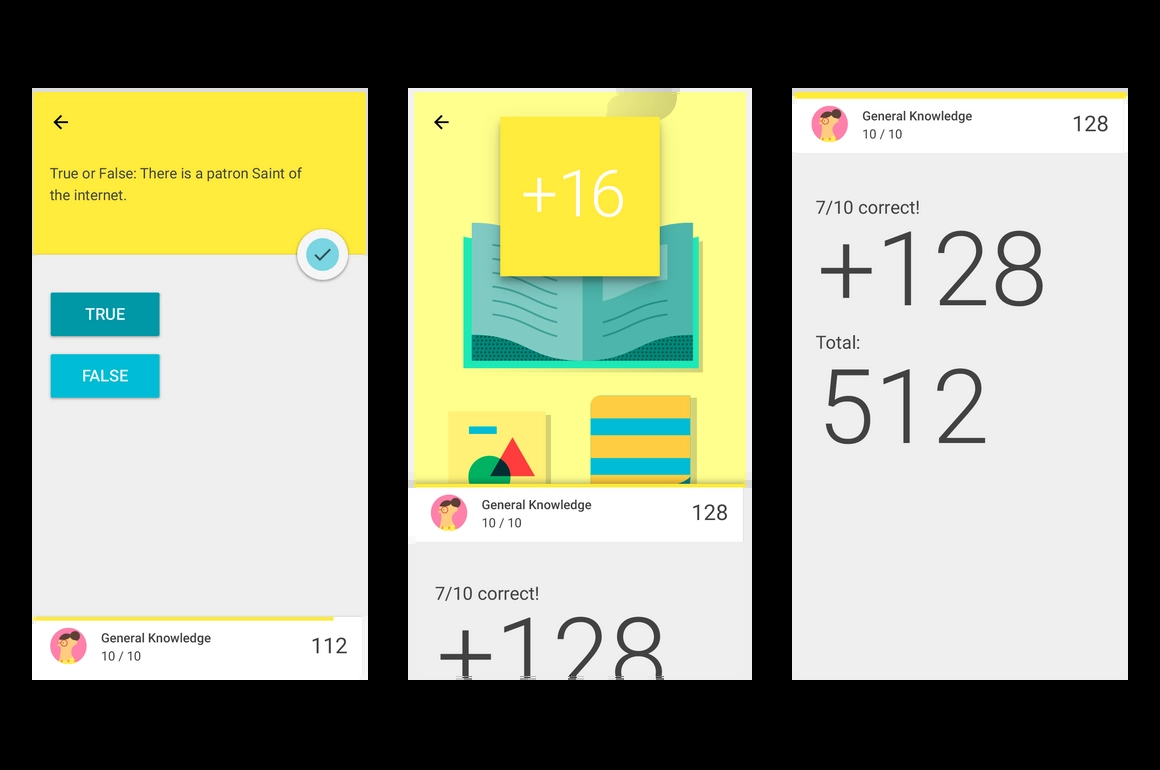 True or False: There is a patron Saint of
the internet.
TRUE
FALSE
General Knowledge
10 / 10
112
+16
General Knowledge
10 / 10
128
7/10 correct!
+128
General Knowledge
10 / 10
128
7/10 correct!
+128
Total:
512